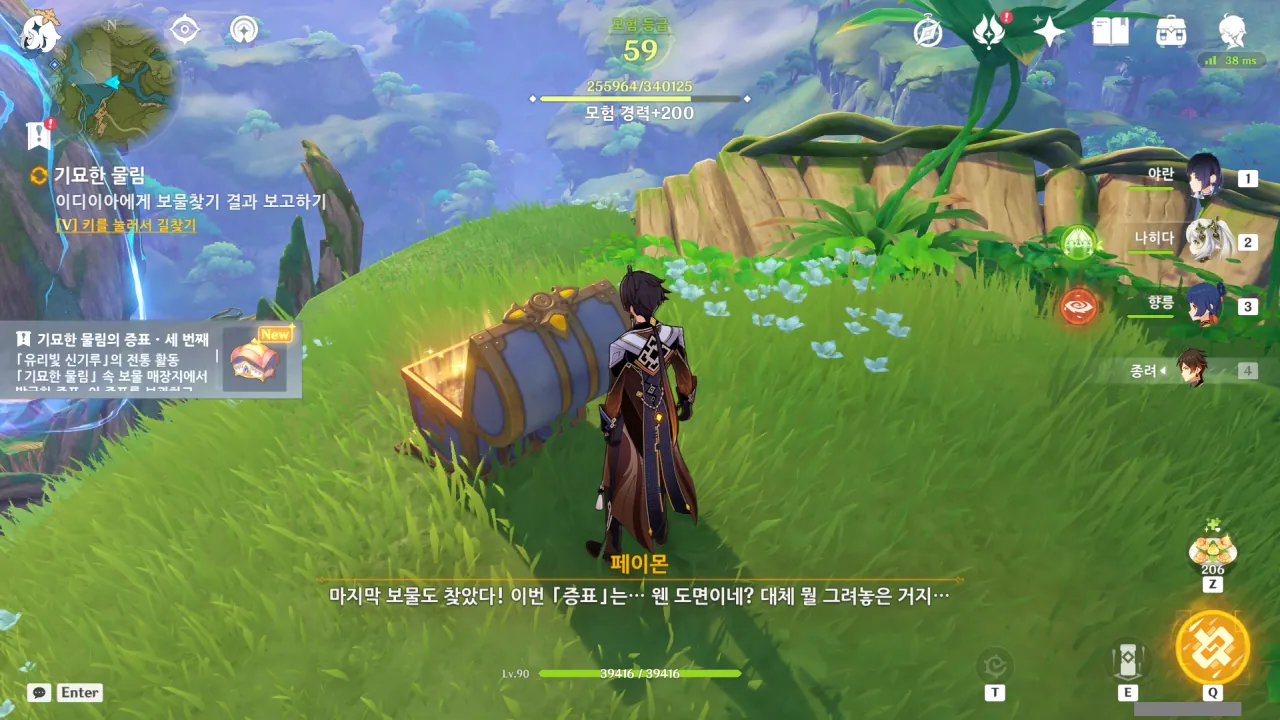 N
모험 등급
59
255964/340125
모험 경력+200
38 ms
기묘한 물림
이디이아에게 보물찾기 결과 보고하기
[V] 키를 눌러서 길찾기
야란
1
나히다
2
향릉
3
종려
4
기묘한 물림의 증표 · 세 번째
New
「유리빛 신기루」의 전통 활동
「기묘한 물림」 속 보물 매장지에서
페이몬
마지막 보물도 찾았다! 이번 「증표」는… 웬 도면이네? 대체 뭘 그려놓은 거지…
206
Z
Lv.90
39416 / 39416
Enter
T
E
Q